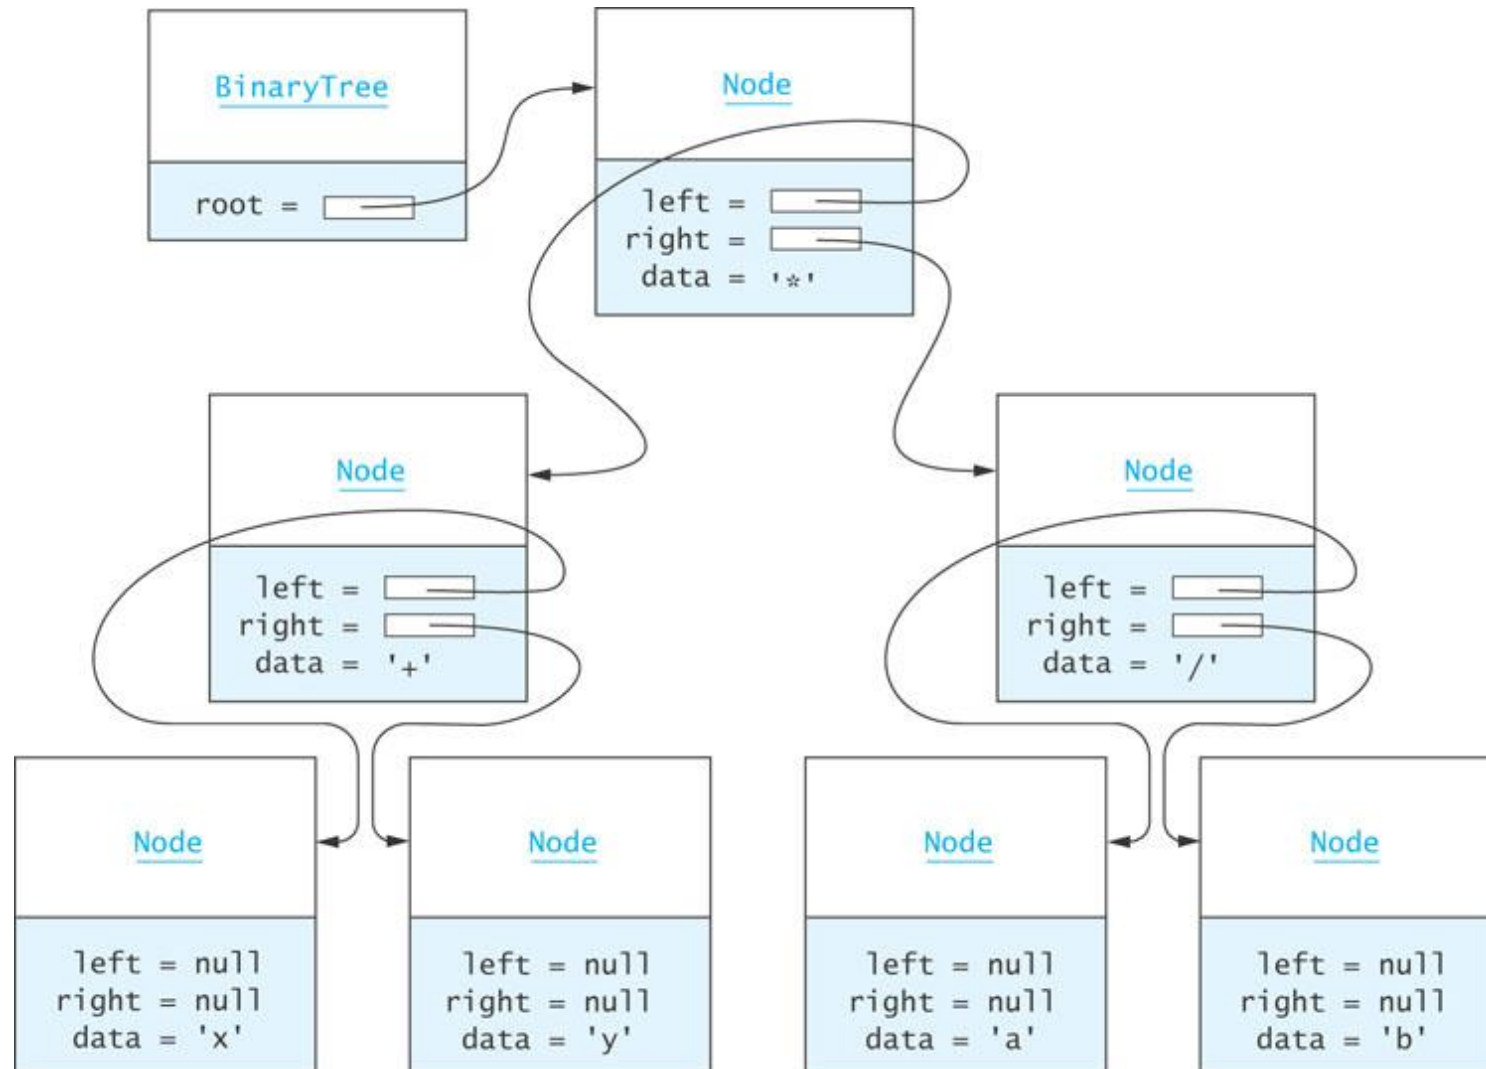 BinaryTree
root =
Node
left =
right =
data = '*'
Node
left =
right =
data = '+'
Node
left =
right =
data = '/'
Node
left = null
right = null
data = 'x'
Node
left = null
right = null
data = 'y'
Node
left = null
right = null
data = 'a'
Node
left = null
right = null
data = 'b'